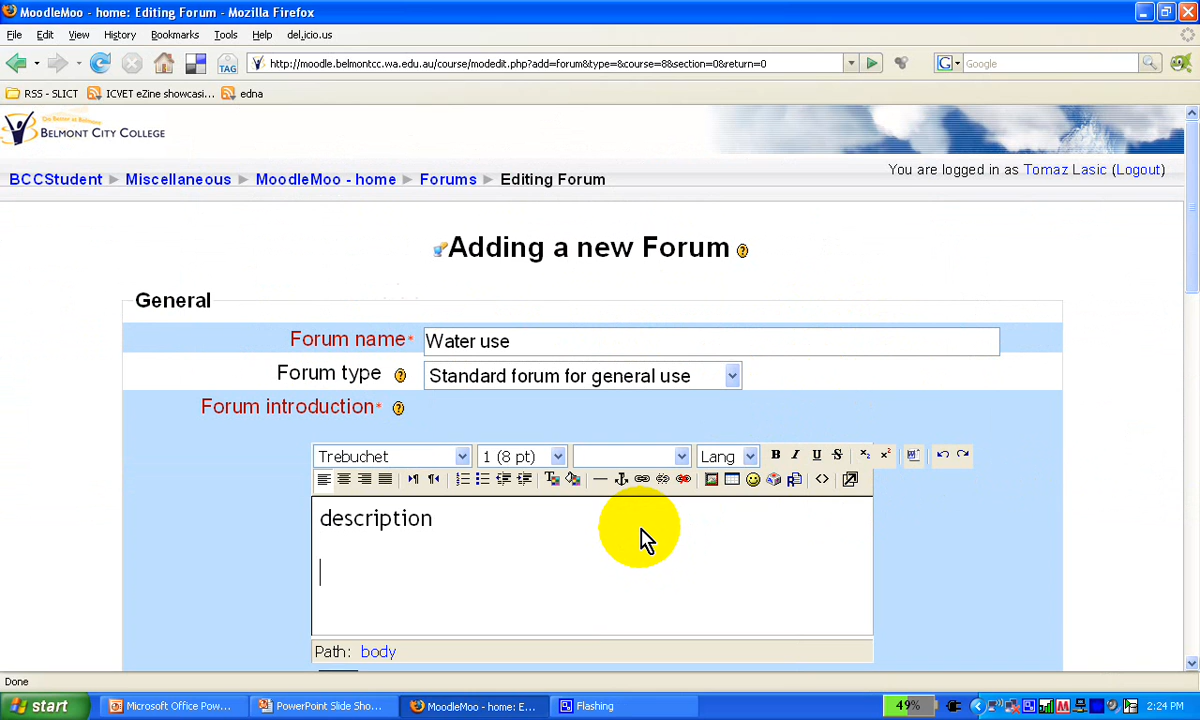 MoodleMoo - home: Editing Forum - Mozilla Firefox
File Edit View History Bookmarks Tools Help del.icio.us
TAG http://moodle.belmontcc.wa.edu.au/course/modedit.php?add=forum&type=&course=8&section=0&return=0 G Google
RSS - SLICT ICVET eZine showcasi... edna
BELMONT CITY COLLEGE
You are logged in as Tomaz Lasic (Logout)
BCCStudent ► Miscellaneous ► MoodleMoo - home ► Forums ► Editing Forum
Adding a new Forum ?
General
Forum name* Water use
Forum type ? Standard forum for general use
Forum introduction* ?
Trebuchet 1 (8 pt) Lang B I U S x₂ x²
description
Path: body
Done
start Microsoft Office Pow... PowerPoint Slide Sho... MoodleMoo - home: E... Flashing 49% 2:24 PM